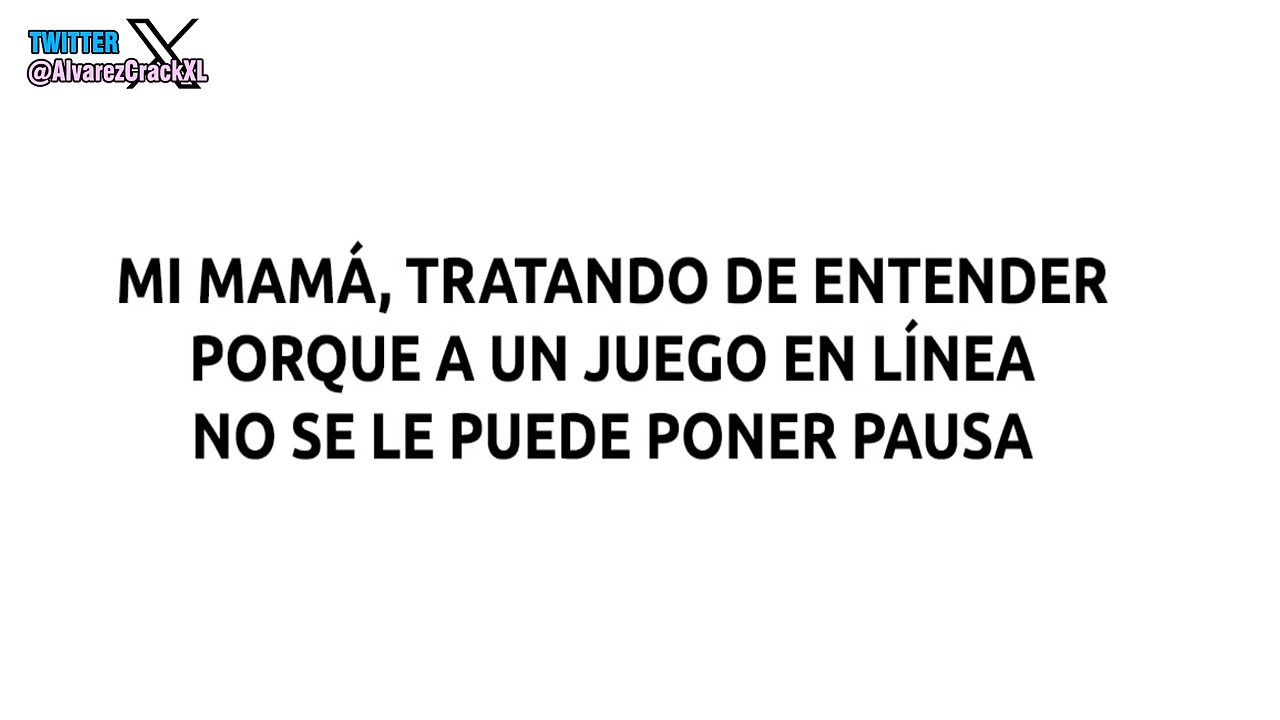 TWITTER
@AlvarezCrackXL
MI MAMÁ, TRATANDO DE ENTENDER
PORQUE A UN JUEGO EN LÍNEA
NO SE LE PUEDE PONER PAUSA